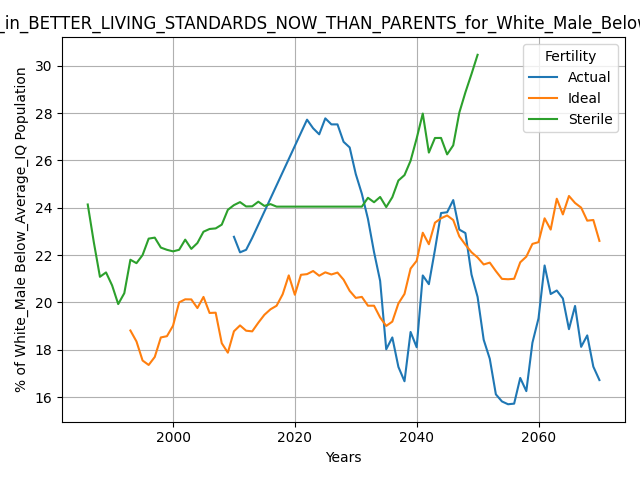 _in_BETTER_LIVING_STANDARDS_NOW_THAN_PARENTS_for_White_Male_Below
Fertility
Actual
Ideal
Sterile
% of White_Male Below_Average_IQ Population
30
28
26
24
22
20
18
16
2000
2020
2040
2060
Years